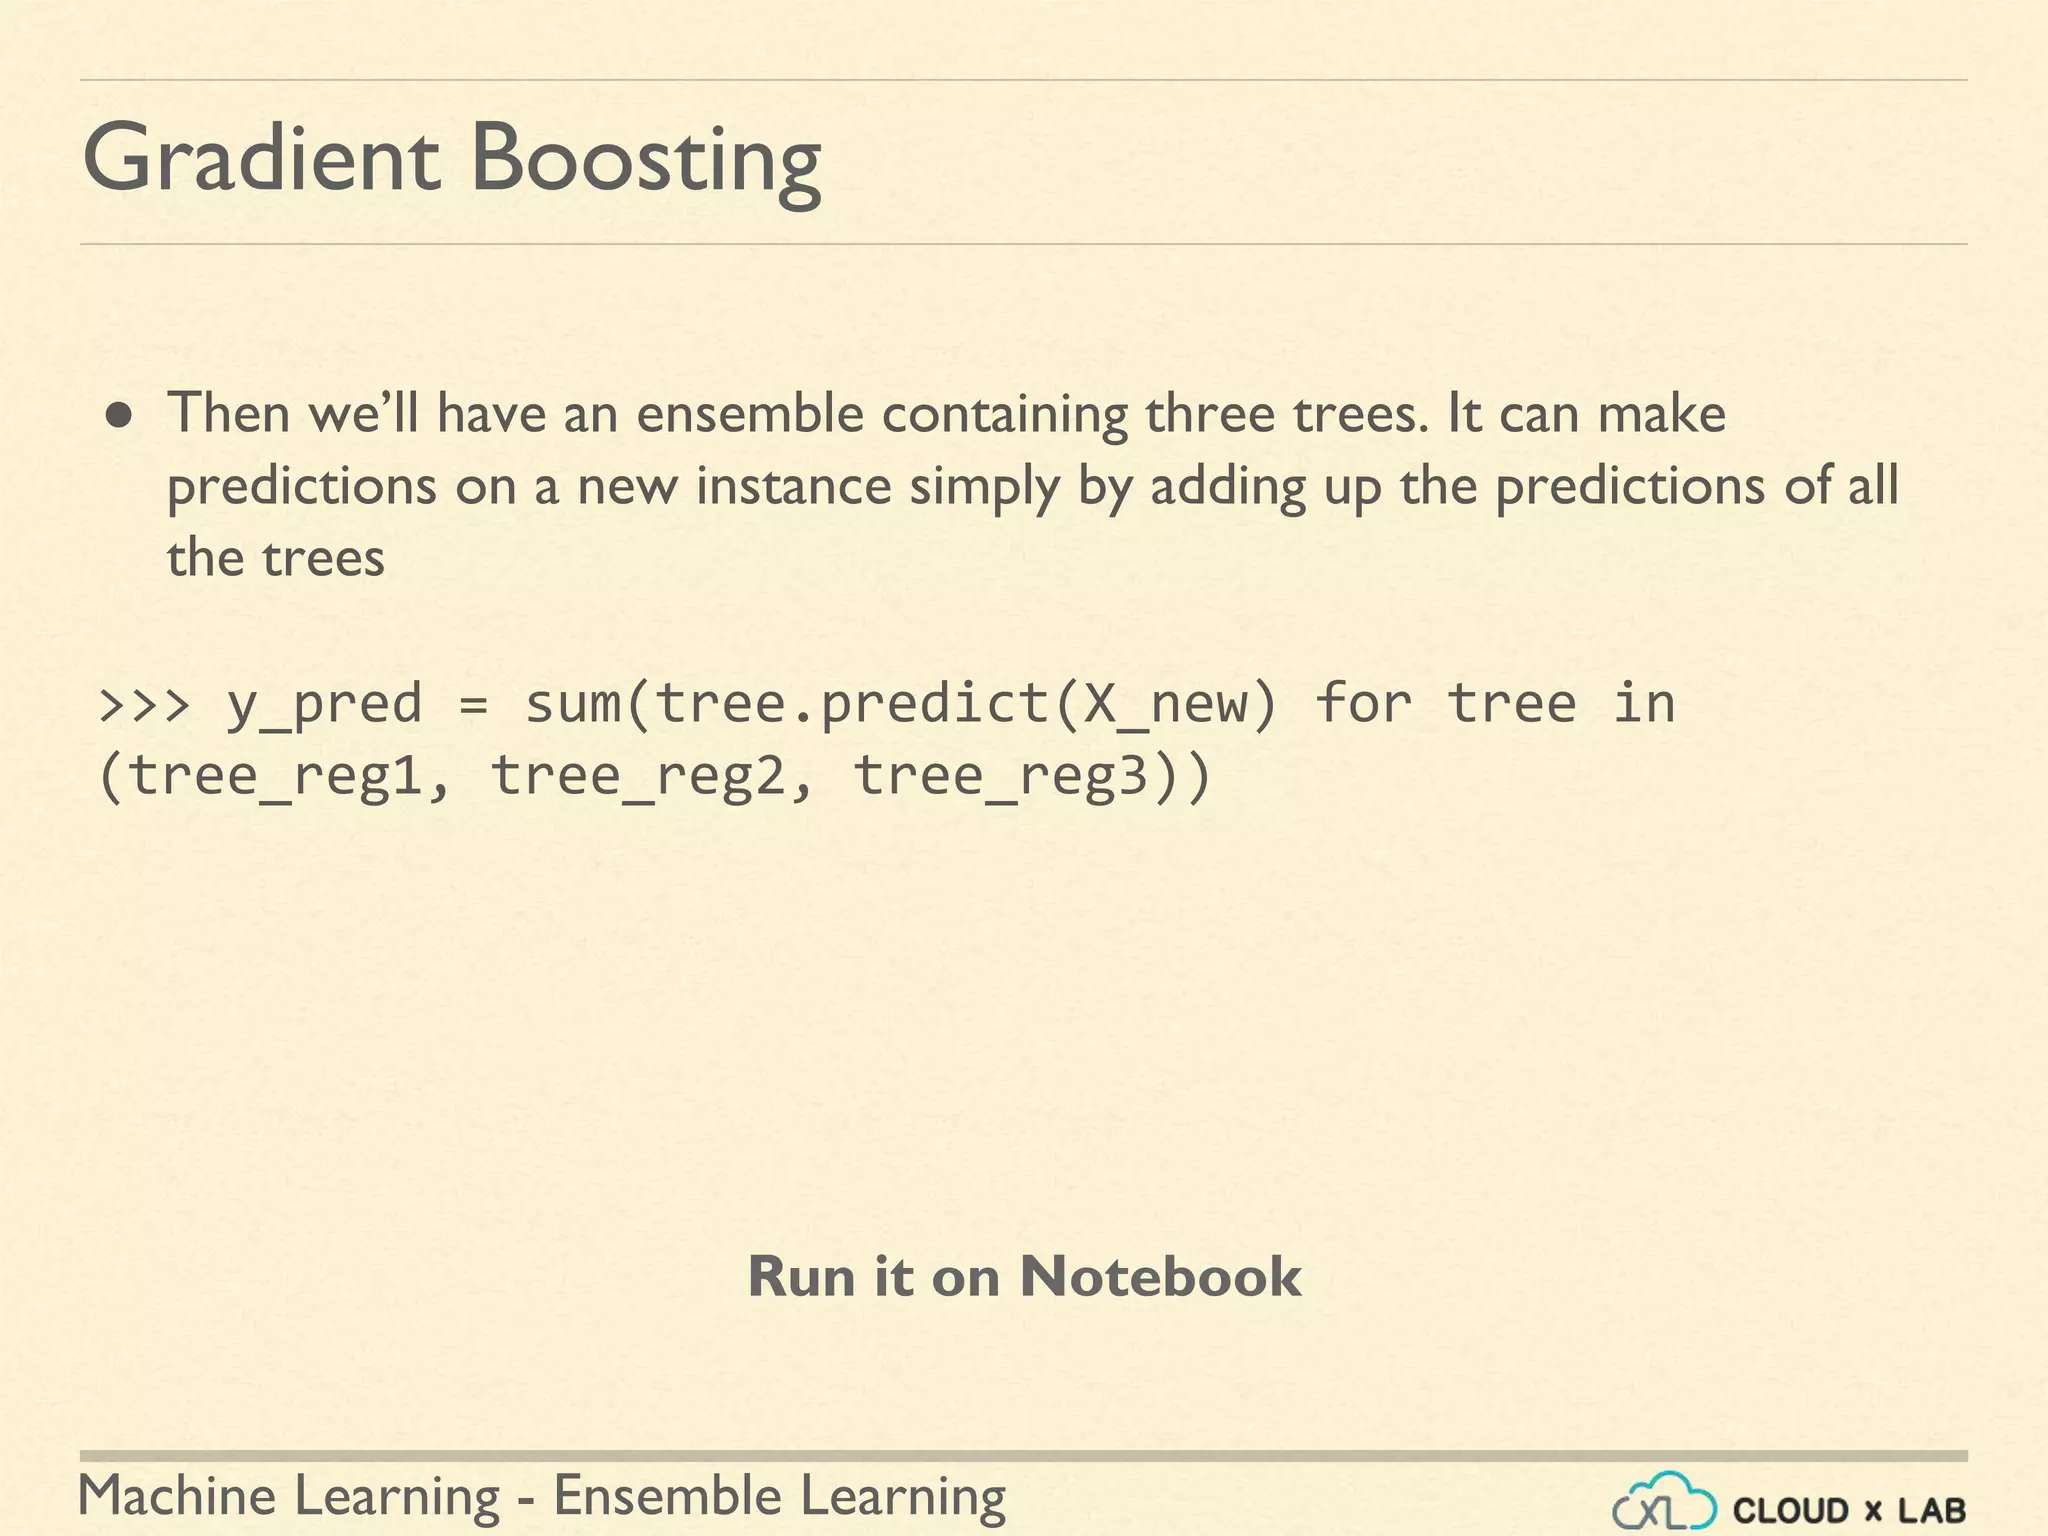 Gradient Boosting
● Then we’ll have an ensemble containing three trees. It can make
predictions on a new instance simply by adding up the predictions of all
the trees
>>> y_pred = sum(tree.predict(X_new) for tree in
(tree_reg1, tree_reg2, tree_reg3))
Run it on Notebook
Machine Learning - Ensemble Learning
CXL CLOUD x LAB